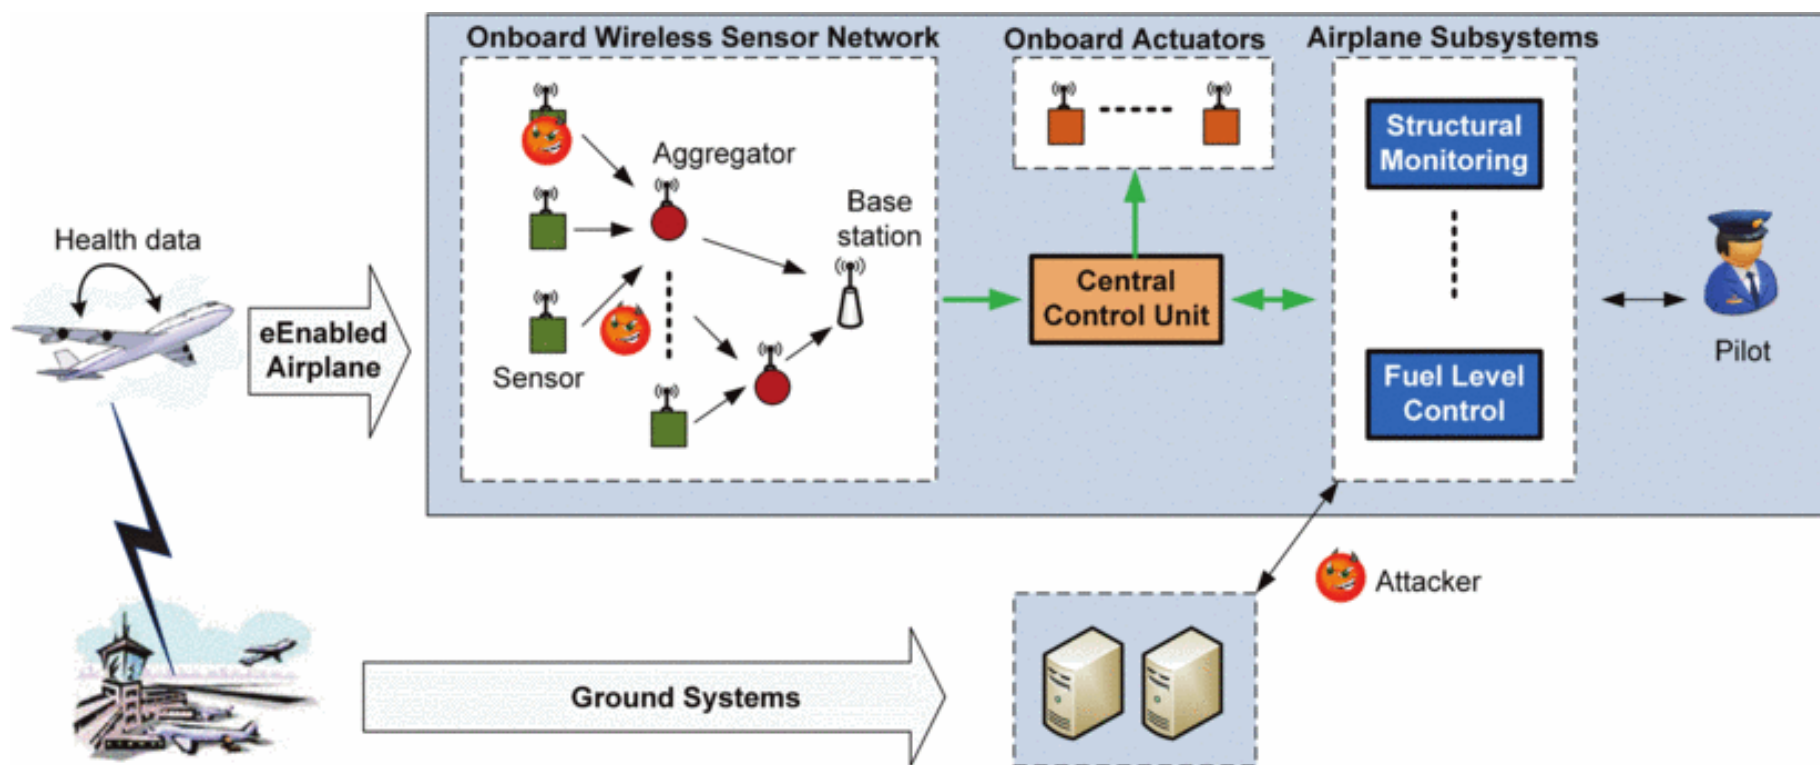 Onboard Wireless Sensor Network
Onboard Actuators
Airplane Subsystems
Aggregator
Base
station
Sensor
Health data
eEnabled
Airplane
Central
Control Unit
Structural
Monitoring
Fuel Level
Control
Pilot
Attacker
Ground Systems